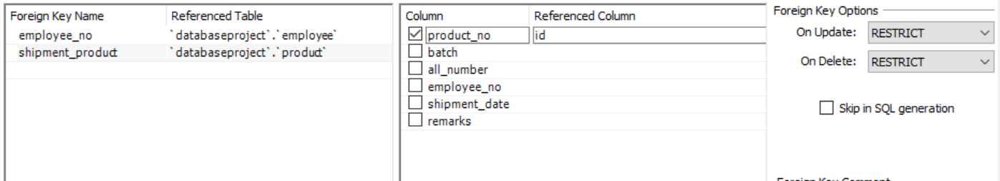 Foreign Key Name Referenced Table
employee_no `databaseproject`.`employee`
shipment_product `databaseproject`.`product`
Column Referenced Column
product_no id
batch
all_number
employee_no
shipment_date
remarks
Foreign Key Options
On Update: RESTRICT
On Delete: RESTRICT
Skip in SQL generation
Foreign Key Comment